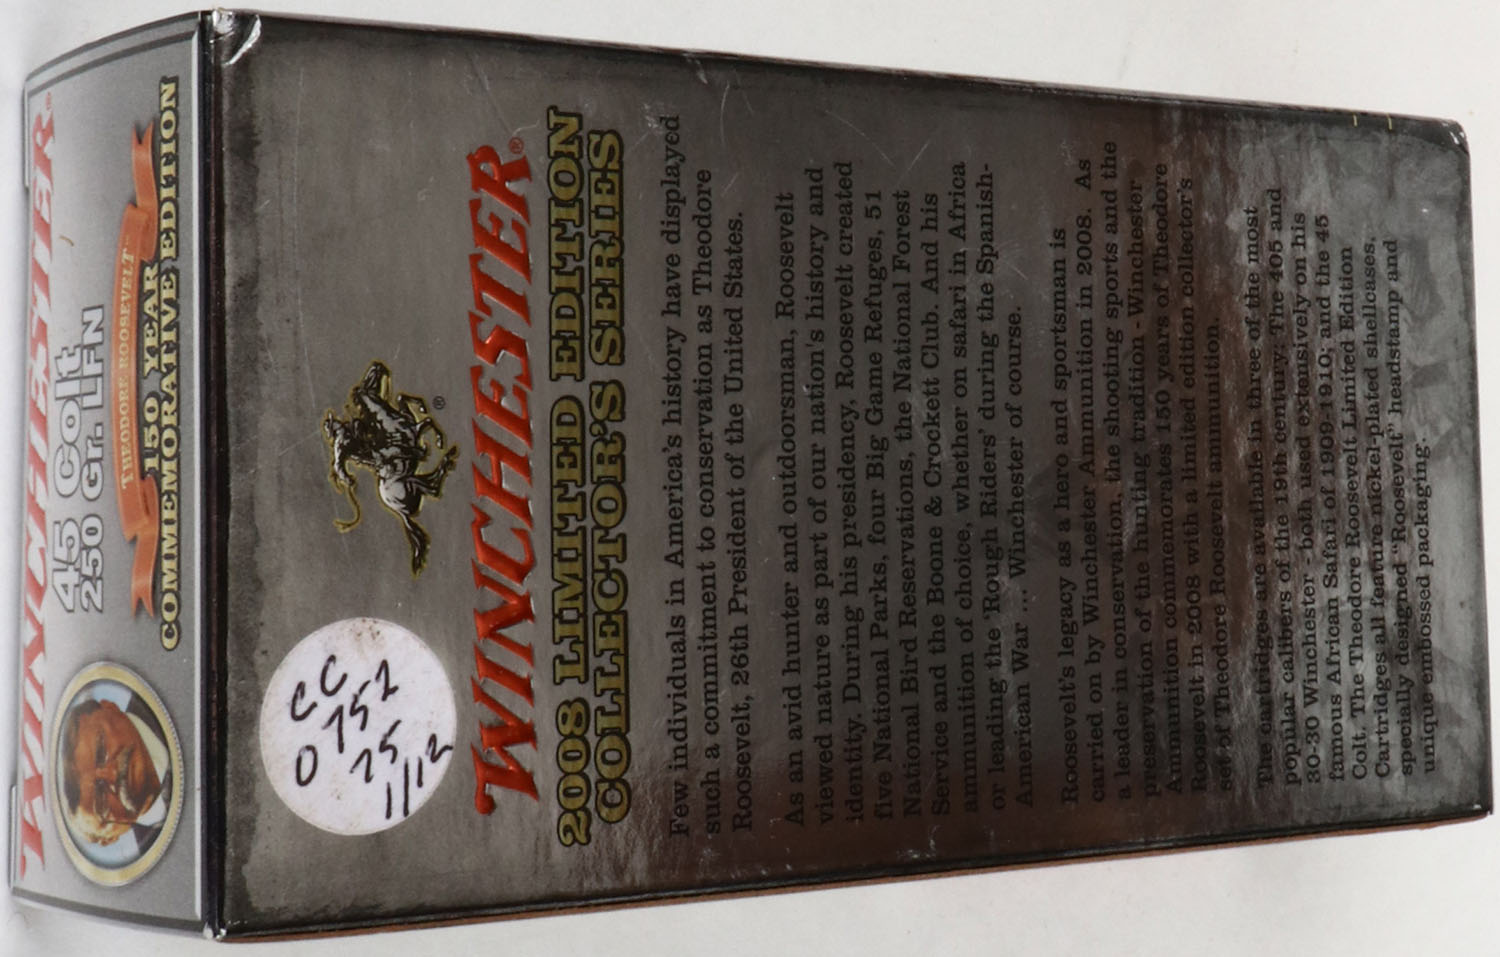 WINCHESTER®
45 Colt
250 Gr. LFN
THEODORE ROOSEVELT
150 YEAR
COMMEMORATIVE EDITION
CC
0752
25
1/12
®
WINCHESTER®
2008 LIMITED EDITION
COLLECTOR'S SERIES
Few individuals in America's history have displayed
such a commitment to conservation as Theodore
Roosevelt, 26th President of the United States.
As an avid hunter and outdoorsman, Roosevelt
viewed nature as part of our nation's history and
identity. During his presidency, Roosevelt created
five National Parks, four Big Game Refuges, 51
National Bird Reservations, the National Forest
Service and the Boone & Crockett Club. And his
ammunition of choice, whether on safari in Africa
or leading the 'Rough Riders' during the Spanish-
American War ... Winchester of course.
Roosevelt's legacy as a hero and sportsman is
carried on by Winchester Ammunition in 2008. As
a leader in conservation, the shooting sports and the
preservation of the hunting tradition - Winchester
Ammunition commemorates 150 years of Theodore
Roosevelt in 2008 with a limited edition collector's
set of Theodore Roosevelt ammunition.
The cartridges are available in three of the most
popular calibers of the 19th century: The 405 and
30-30 Winchester - both used extensively on his
famous African Safari of 1909-1910; and the 45
Colt. The Theodore Roosevelt Limited Edition
Cartridges all feature nickel-plated shellcases,
specially designed "Roosevelt" headstamp and
unique embossed packaging.